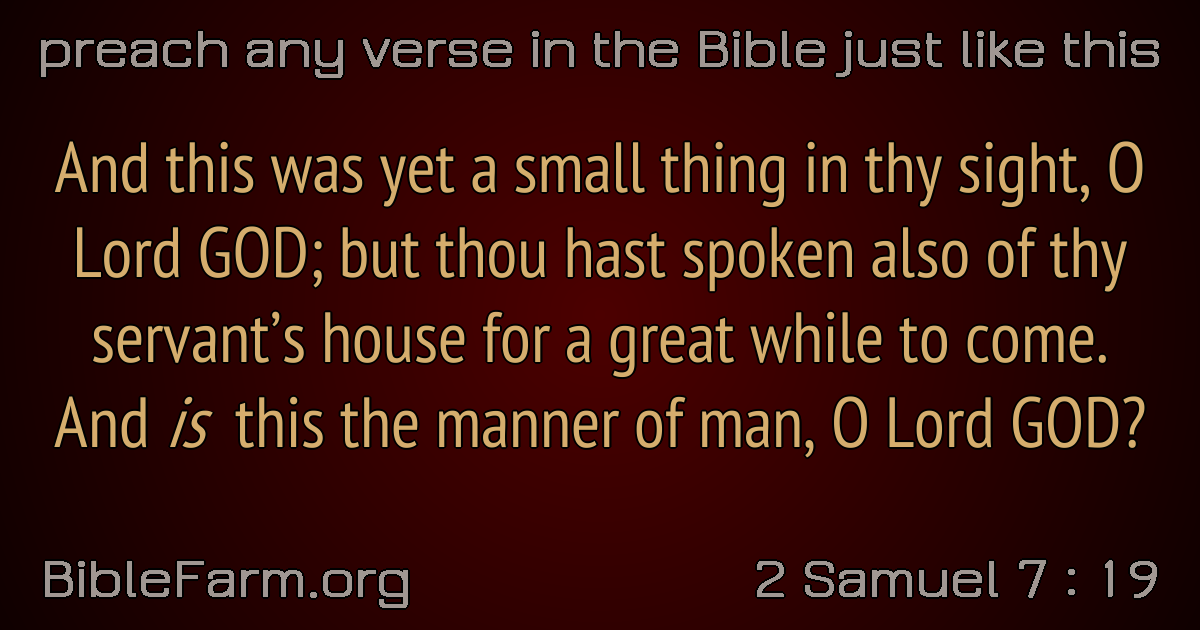 preach any verse in the Bible just like this
And this was yet a small thing in thy sight, O
Lord GOD; but thou hast spoken also of thy
servant’s house for a great while to come.
And is this the manner of man, O Lord GOD?
BibleFarm.org
2 Samuel 7 : 19